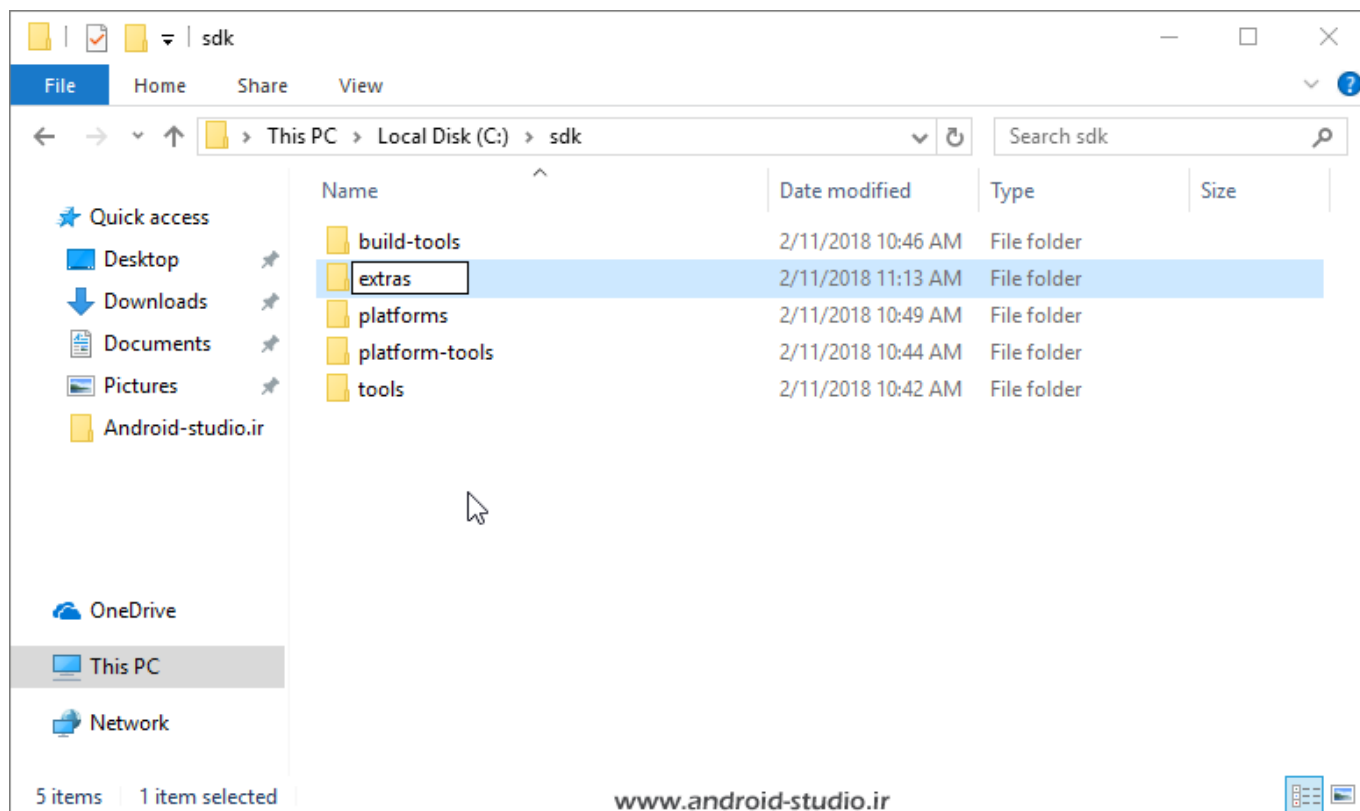 sdk
File Home Share View
This PC Local Disk (C:) sdk Search sdk
Name Date modified Type Size
Quick access
Desktop
Downloads
Documents
Pictures
Android-studio.ir
OneDrive
This PC
Network
build-tools 2/11/2018 10:46 AM File folder
extras 2/11/2018 11:13 AM File folder
platforms 2/11/2018 10:49 AM File folder
platform-tools 2/11/2018 10:44 AM File folder
tools 2/11/2018 10:42 AM File folder
5 items 1 item selected
www.android-studio.ir